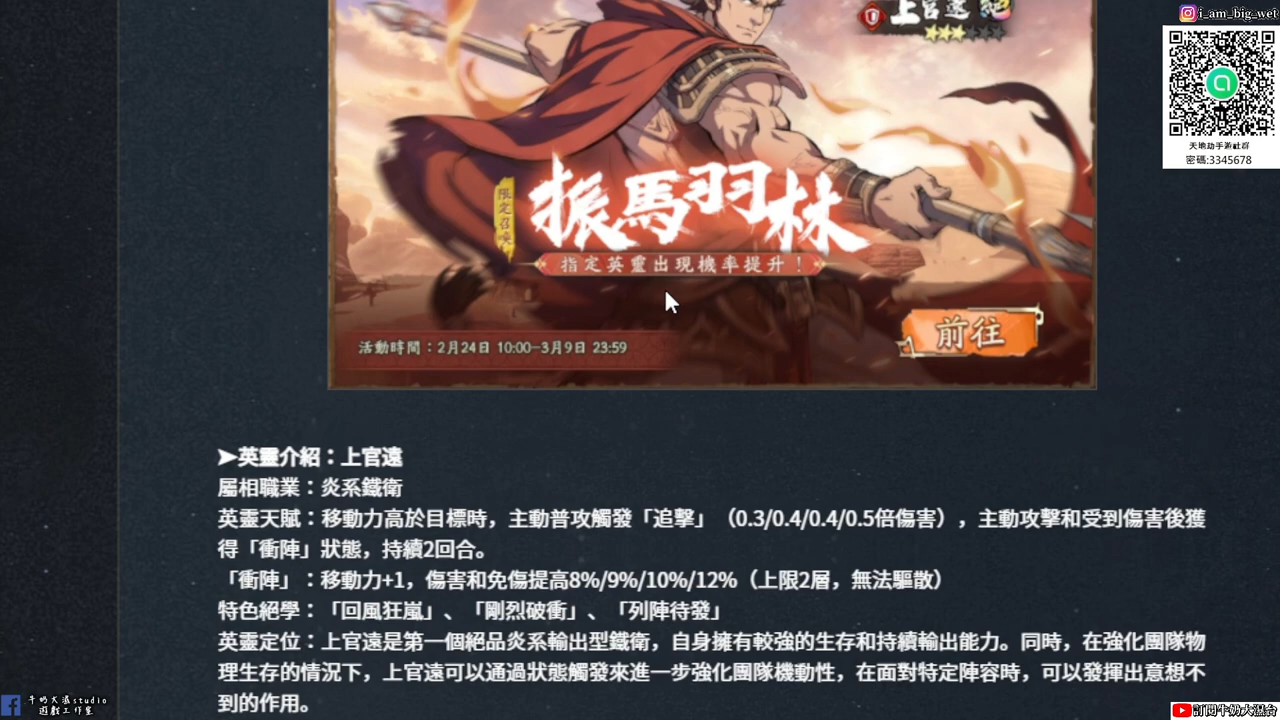 i_am_big_wet
上官遠
絕
天地劫手遊社群
密碼:3345678
限定召喚
振馬羽林
指定英靈出現機率提升！
前往
活動時間：2月24日 10:00-3月9日 23:59
➤英靈介紹：上官遠
屬相職業：炎系鐵衛
英靈天賦：移動力高於目標時，主動普攻觸發「追擊」（0.3/0.4/0.4/0.5倍傷害），主動攻擊和受到傷害後獲
得「衝陣」狀態，持續2回合。
「衝陣」：移動力+1，傷害和免傷提高8%/9%/10%/12%（上限2層，無法驅散）
特色絕學：「回風狂嵐」、「剛烈破衝」、「列陣待發」
英靈定位：上官遠是第一個絕品炎系輸出型鐵衛，自身擁有較強的生存和持續輸出能力。同時，在強化團隊物
理生存的情況下，上官遠可以通過狀態觸發來進一步強化團隊機動性，在面對特定陣容時，可以發揮出意想不
到的作用。
牛奶大濕studio
遊戲工作室
訂閱牛奶大濕台